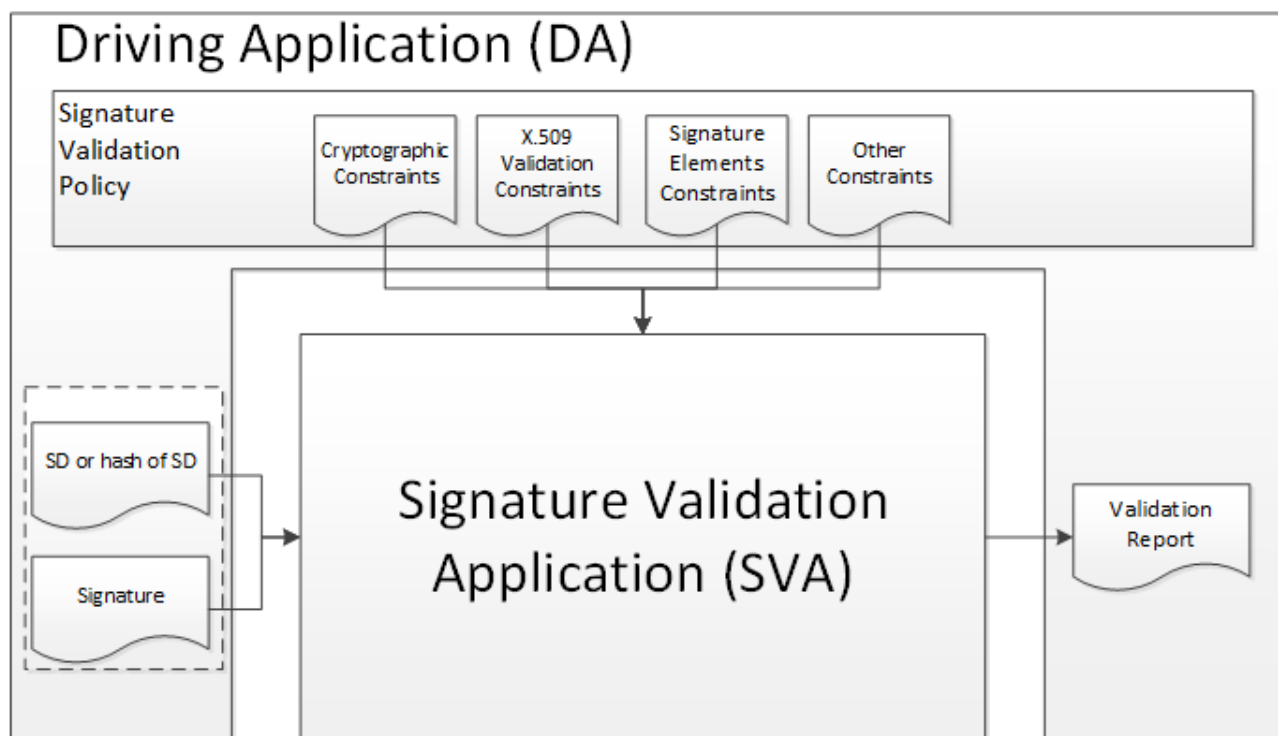 Driving Application (DA)
Signature
Validation
Policy
Cryptographic
Constraints
X.509
Validation
Constraints
Signature
Elements
Constraints
Other
Constraints
SD or hash of SD
Signature
Signature Validation
Application (SVA)
Validation
Report